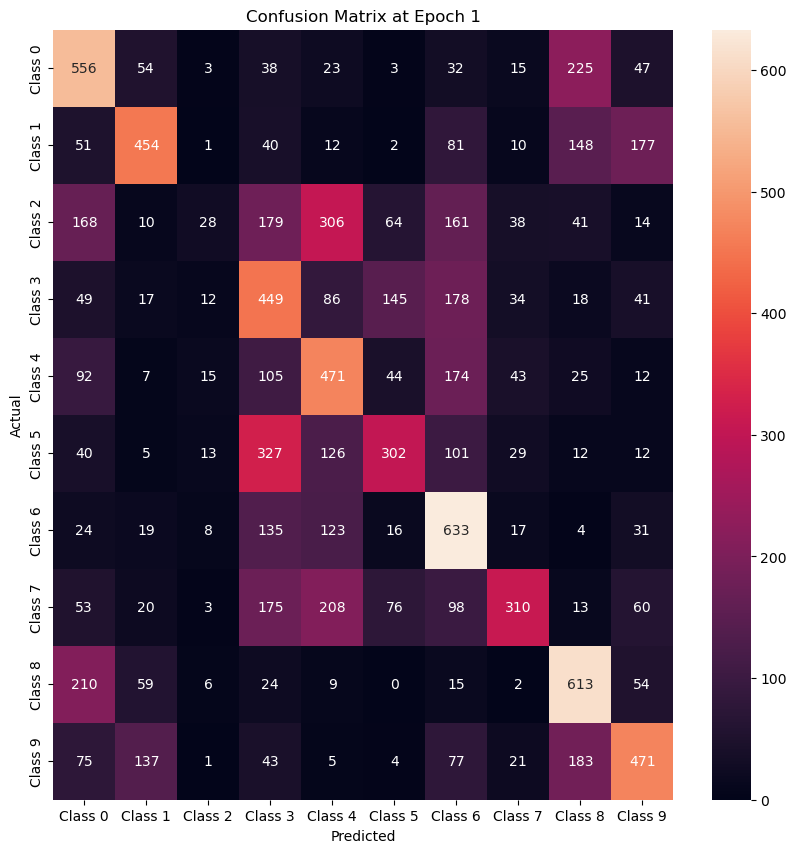 Confusion Matrix at Epoch 1
Class 0 556 54 3 38 23 3 32 15 225 47
Class 1 51 454 1 40 12 2 81 10 148 177
Class 2 168 10 28 179 306 64 161 38 41 14
Class 3 49 17 12 449 86 145 178 34 18 41
Class 4 92 7 15 105 471 44 174 43 25 12
Class 5 40 5 13 327 126 302 101 29 12 12
Class 6 24 19 8 135 123 16 633 17 4 31
Class 7 53 20 3 175 208 76 98 310 13 60
Class 8 210 59 6 24 9 0 15 2 613 54
Class 9 75 137 1 43 5 4 77 21 183 471
Class 0 Class 1 Class 2 Class 3 Class 4 Class 5 Class 6 Class 7 Class 8 Class 9
Predicted
Actual
600
500
400
300
200
100
0